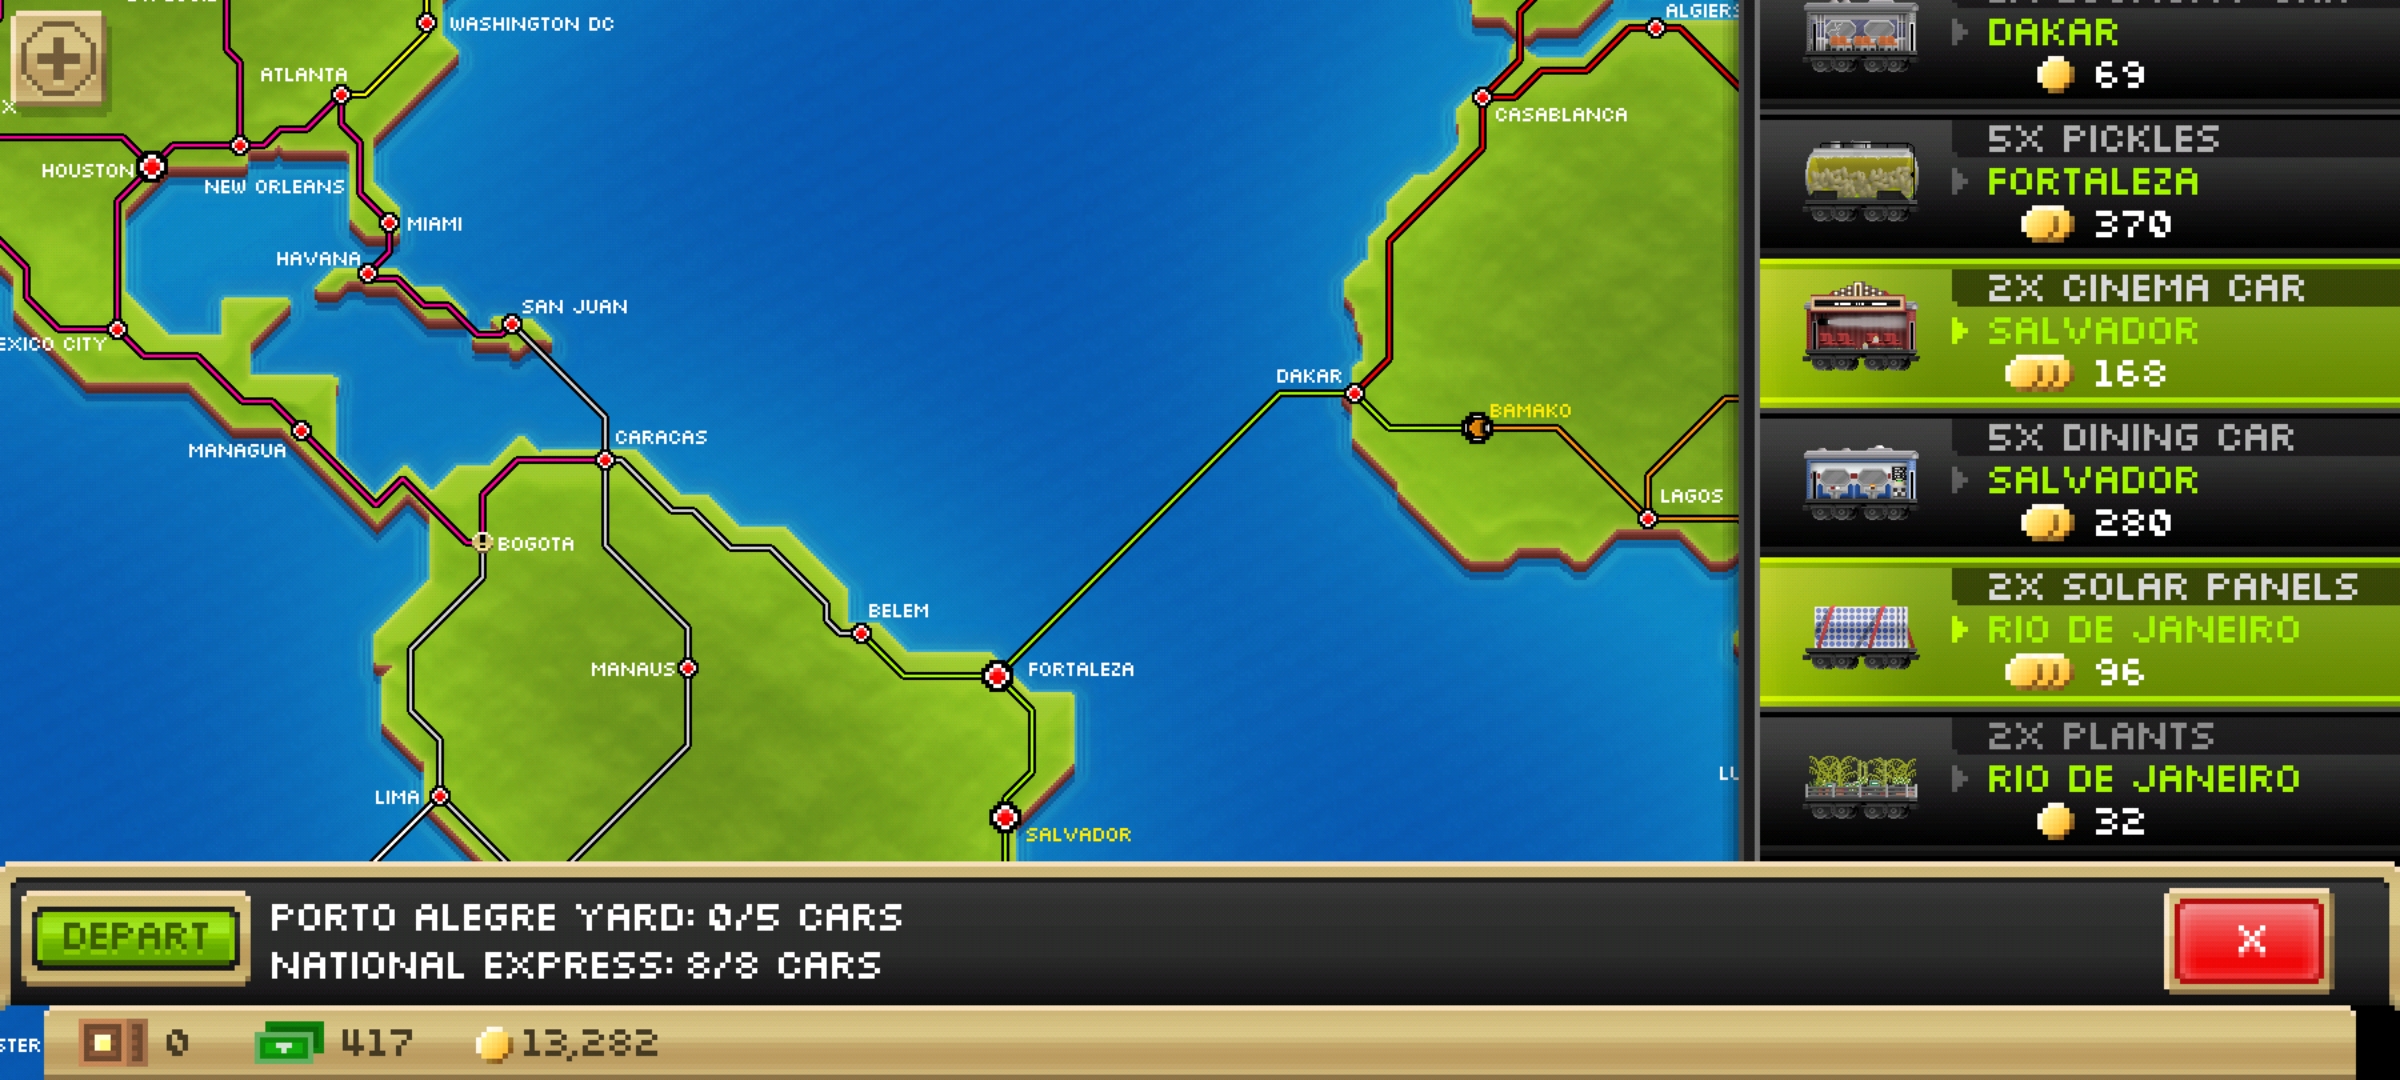 WASHINGTON DC
ATLANTA
X
HOUSTON
NEW ORLEANS
MIAMI
HAVANA
SAN JUAN
EXICO CITY
MANAGUA
CARACAS
BOGOTA
BELEM
MANAUS
FORTALEZA
LIMA
SALVADOR
ALGIERS
CASABLANCA
DAKAR
BAMAKO
LAGOS
LU
DAKAR
69
5X PICKLES
FORTALEZA
370
2X CINEMA CAR
SALVADOR
168
5X DINING CAR
SALVADOR
280
2X SOLAR PANELS
RIO DE JANEIRO
96
2X PLANTS
RIO DE JANEIRO
32
DEPART
PORTO ALEGRE YARD: 0/5 CARS
NATIONAL EXPRESS: 8/8 CARS
X
STER
0
417
13,282